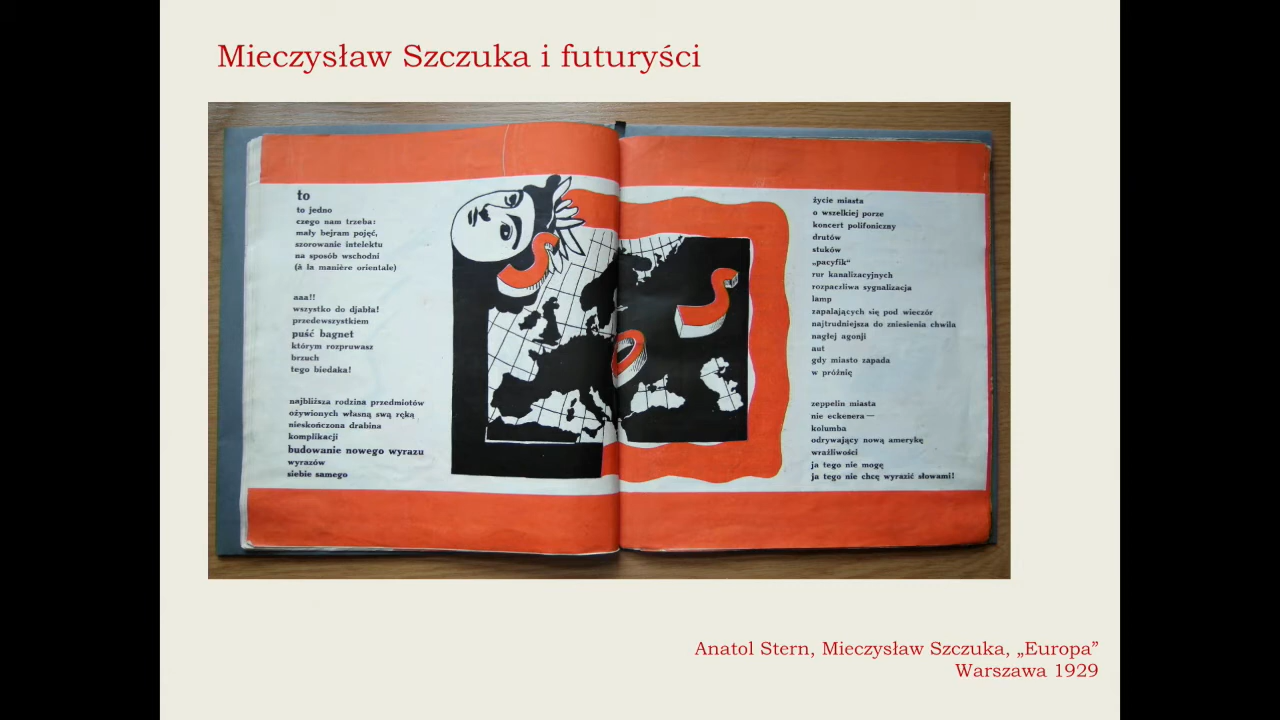 Mieczysław Szczuka i futuryści
to
to jedno
czego nam trzeba:
mały bejram pojęć,
szorowanie intelektu
na sposób wschodni
(à la manière orientale)
aaa!!
wszystko do djabła!
przedewszystkiem
puść bagnet
którym rozpruwasz
brzuch
tego biedaka!
najbliższa rodzina przedmiotów
ożywionych własną swą ręką
nieskończona drabina
komplikacji
budowanie nowego wyrazu
wyrazów
siebie samego
S
O
S
życie miasta
o wszelkiej porze
koncert polifoniczny
drutów
stuków
„pacyfik“
rur kanalizacyjnych
rozpaczliwa sygnalizacja
lamp
zapalających się pod wieczór
najtrudniejsza do zniesienia chwila
nagłej agonji
aut
gdy miasto zapada
w próżnię
zeppelin miasta
nie eckenera —
kolumba
odrywający nową amerykę
wrażliwości
ja tego nie mogę
ja tego nie chcę wyrazić słowami!
Anatol Stern, Mieczysław Szczuka, „Europa”
Warszawa 1929